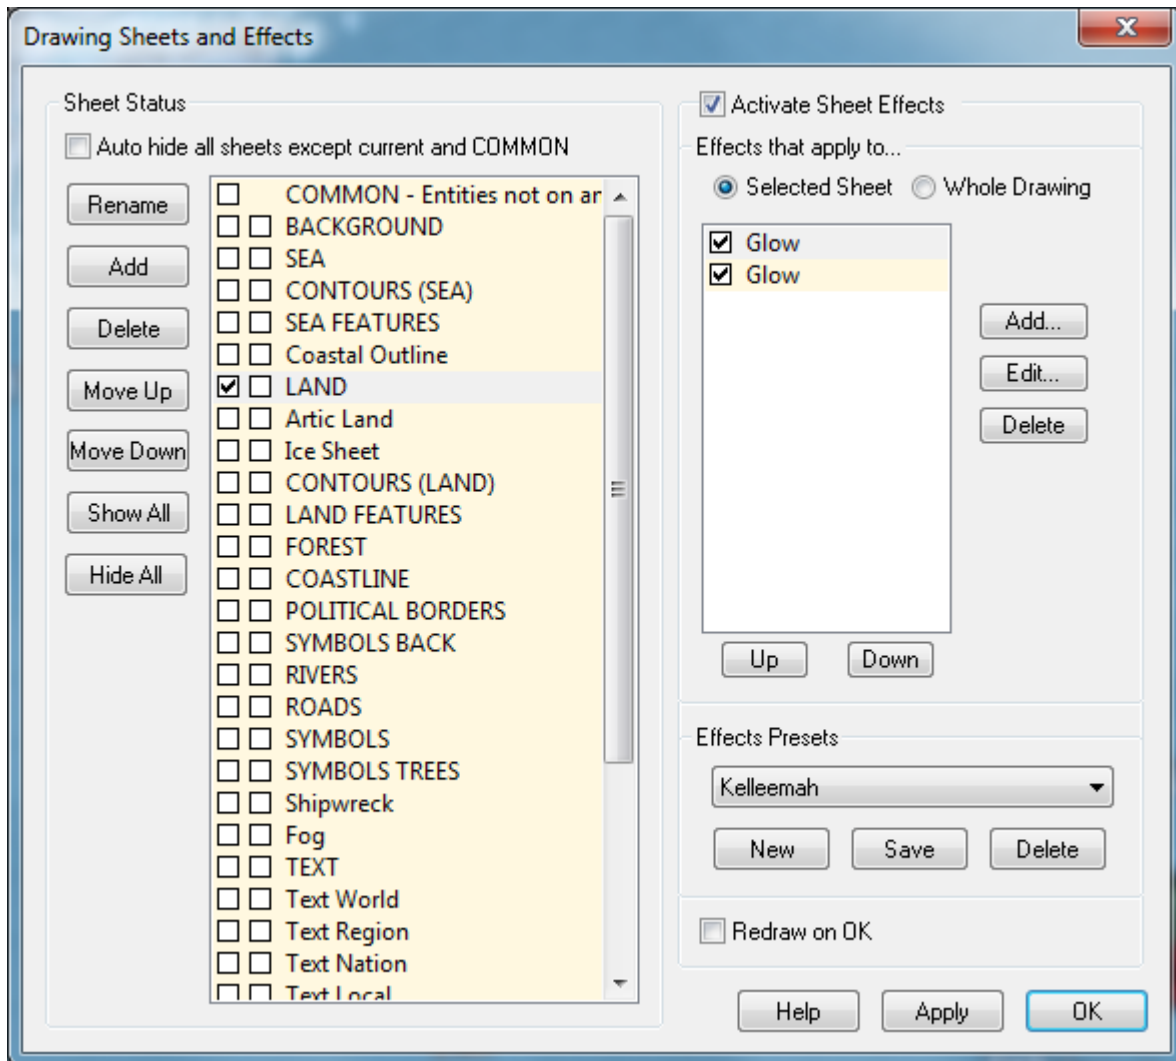 Drawing Sheets and Effects
Sheet Status
Auto hide all sheets except current and COMMON
Rename
Add
Delete
Move Up
Move Down
Show All
Hide All
COMMON - Entities not on ar
BACKGROUND
SEA
CONTOURS (SEA)
SEA FEATURES
Coastal Outline
LAND
Artic Land
Ice Sheet
CONTOURS (LAND)
LAND FEATURES
FOREST
COASTLINE
POLITICAL BORDERS
SYMBOLS BACK
RIVERS
ROADS
SYMBOLS
SYMBOLS TREES
Shipwreck
Fog
TEXT
Text World
Text Region
Text Nation
Text Local
Activate Sheet Effects
Effects that apply to...
Selected Sheet Whole Drawing
Glow
Glow
Add...
Edit...
Delete
Up Down
Effects Presets
Kelleemah
New Save Delete
Redraw on OK
Help Apply OK